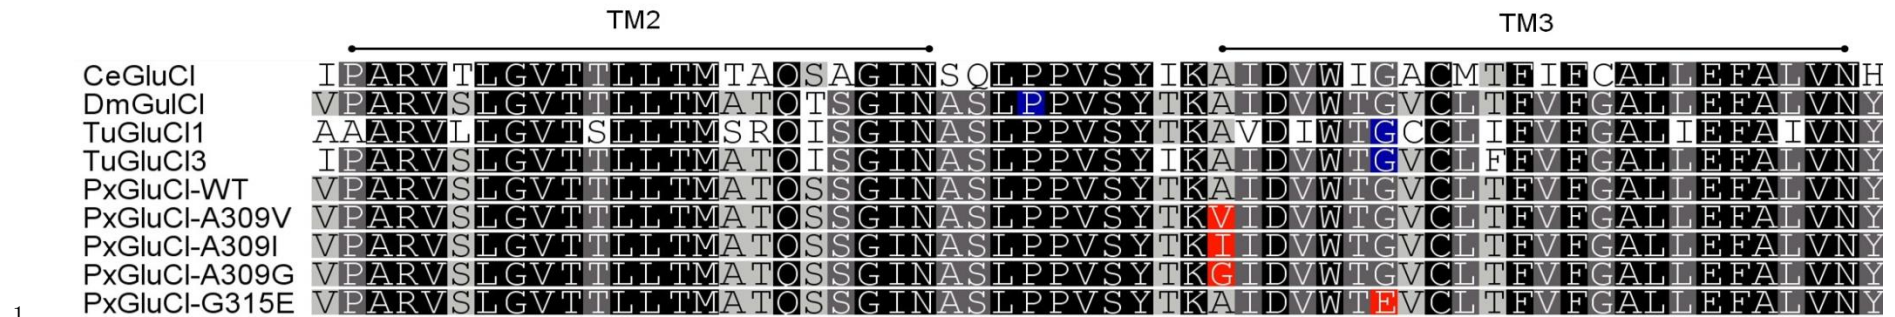 TM2 TM3
CeGluCl IPARVTLGVTTLLTMTAQSAGINSQLPPVSYIKAIDVWIGACMTFIFCALLEFALVNH
DmGulCl VPARVSLGVTTLLTMATQTSGINASLPPVSYTKAIDVWTGVCLTFVFGALLEFALVNY
TuGluCl1 AAARVLLGVTSLLTMSRQISGINASLPPVSYTKAVDIWTGCCLIFVFGALIEFAIVNY
TuGluCl3 IPARVSLGVTTLLTMATQISGINASLPPVSYIKAIDVWTGVCLFFVFGALLEFALVNY
PxGluCl-WT VPARVSLGVTTLLTMATQSSGINASLPPVSYTKAIDVWTGVCLTFVFGALLEFALVNY
PxGluCl-A309V VPARVSLGVTTLLTMATQSSGINASLPPVSYTKVIDVWTGVCLTFVFGALLEFALVNY
PxGluCl-A309I VPARVSLGVTTLLTMATQSSGINASLPPVSYTKIIDVWTGVCLTFVFGALLEFALVNY
PxGluCl-A309G VPARVSLGVTTLLTMATQSSGINASLPPVSYTKGIDVWTGVCLTFVFGALLEFALVNY
PxGluCl-G315E VPARVSLGVTTLLTMATQSSGINASLPPVSYTKAIDVWTEVCLTFVFGALLEFALVNY
1